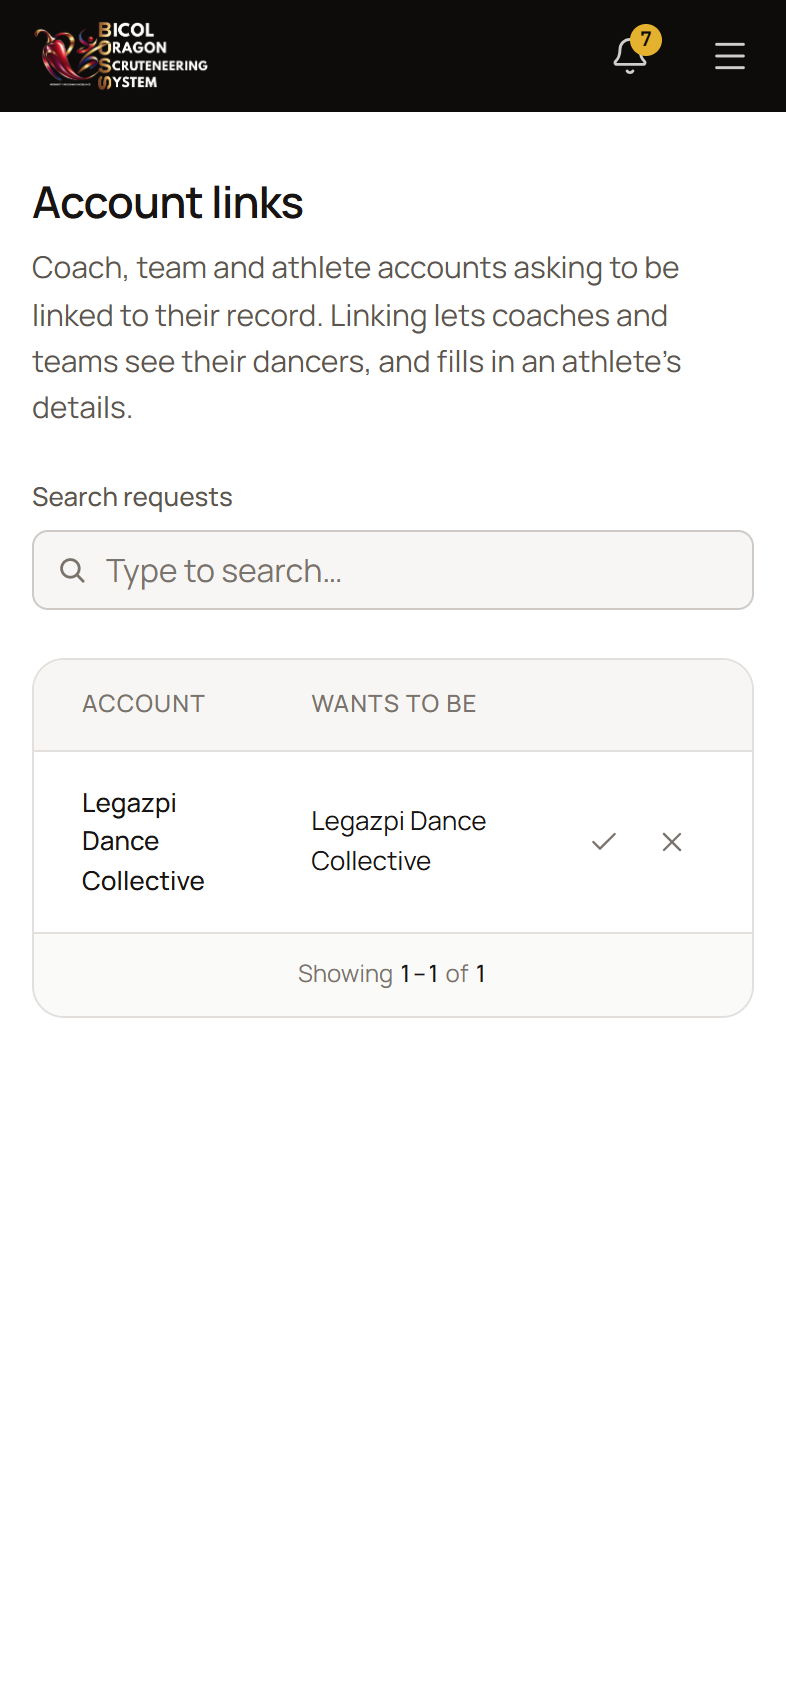 BICOL
DRAGON
SCRUTENEERING
SYSTEM
7
Account links
Coach, team and athlete accounts asking to be
linked to their record. Linking lets coaches and
teams see their dancers, and fills in an athlete’s
details.
Search requests
Type to search...
ACCOUNT WANTS TO BE
Legazpi
Dance
Collective
Legazpi Dance
Collective
Showing 1–1 of 1